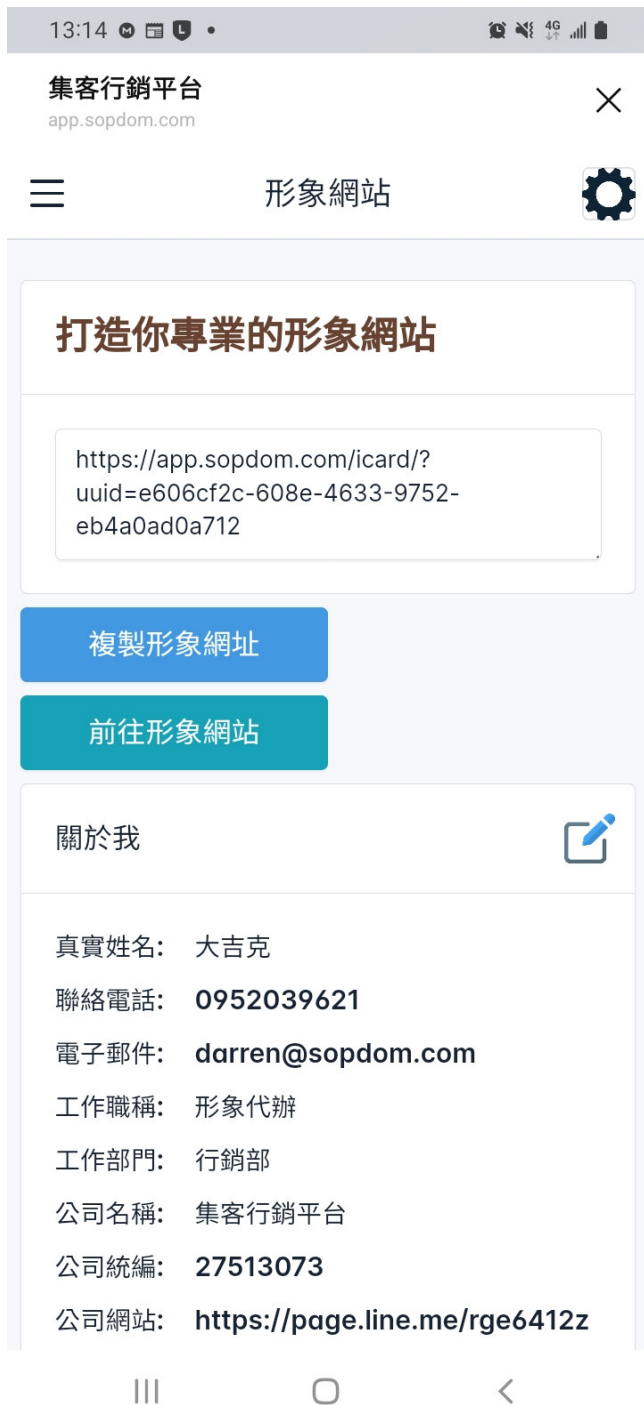 13:14
4G
集客行銷平台
app.sopdom.com
形象網站
打造你專業的形象網站
https://app.sopdom.com/icard/?
uuid=e606cf2c-608e-4633-9752-
eb4a0ad0a712
複製形象網址
前往形象網站
關於我
真實姓名: 大吉克
聯絡電話: 0952039621
電子郵件: darren@sopdom.com
工作職稱: 形象代辦
工作部門: 行銷部
公司名稱: 集客行銷平台
公司統編: 27513073
公司網站: https://page.line.me/rge6412z